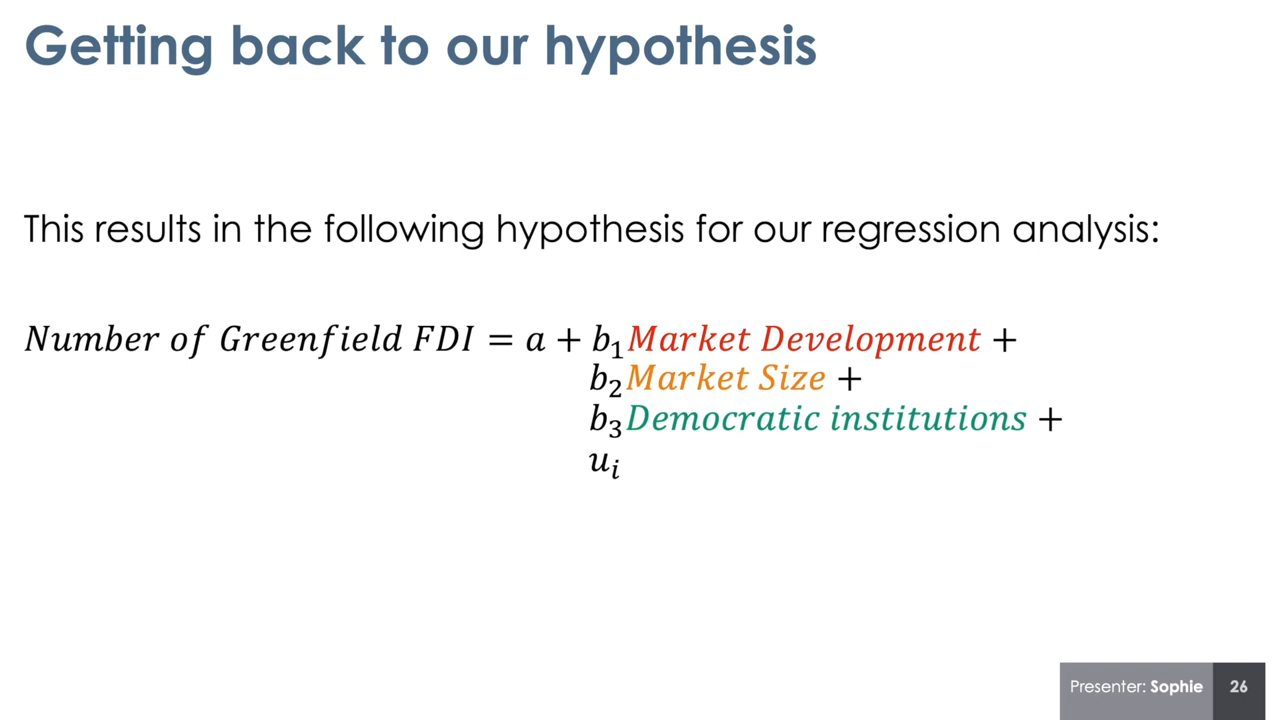 Getting back to our hypothesis
This results in the following hypothesis for our regression analysis:
Number of Greenfield FDI = a + b₁Market Development +
b₂Market Size +
b₃Democratic institutions +
uᵢ
Presenter: Sophie 26